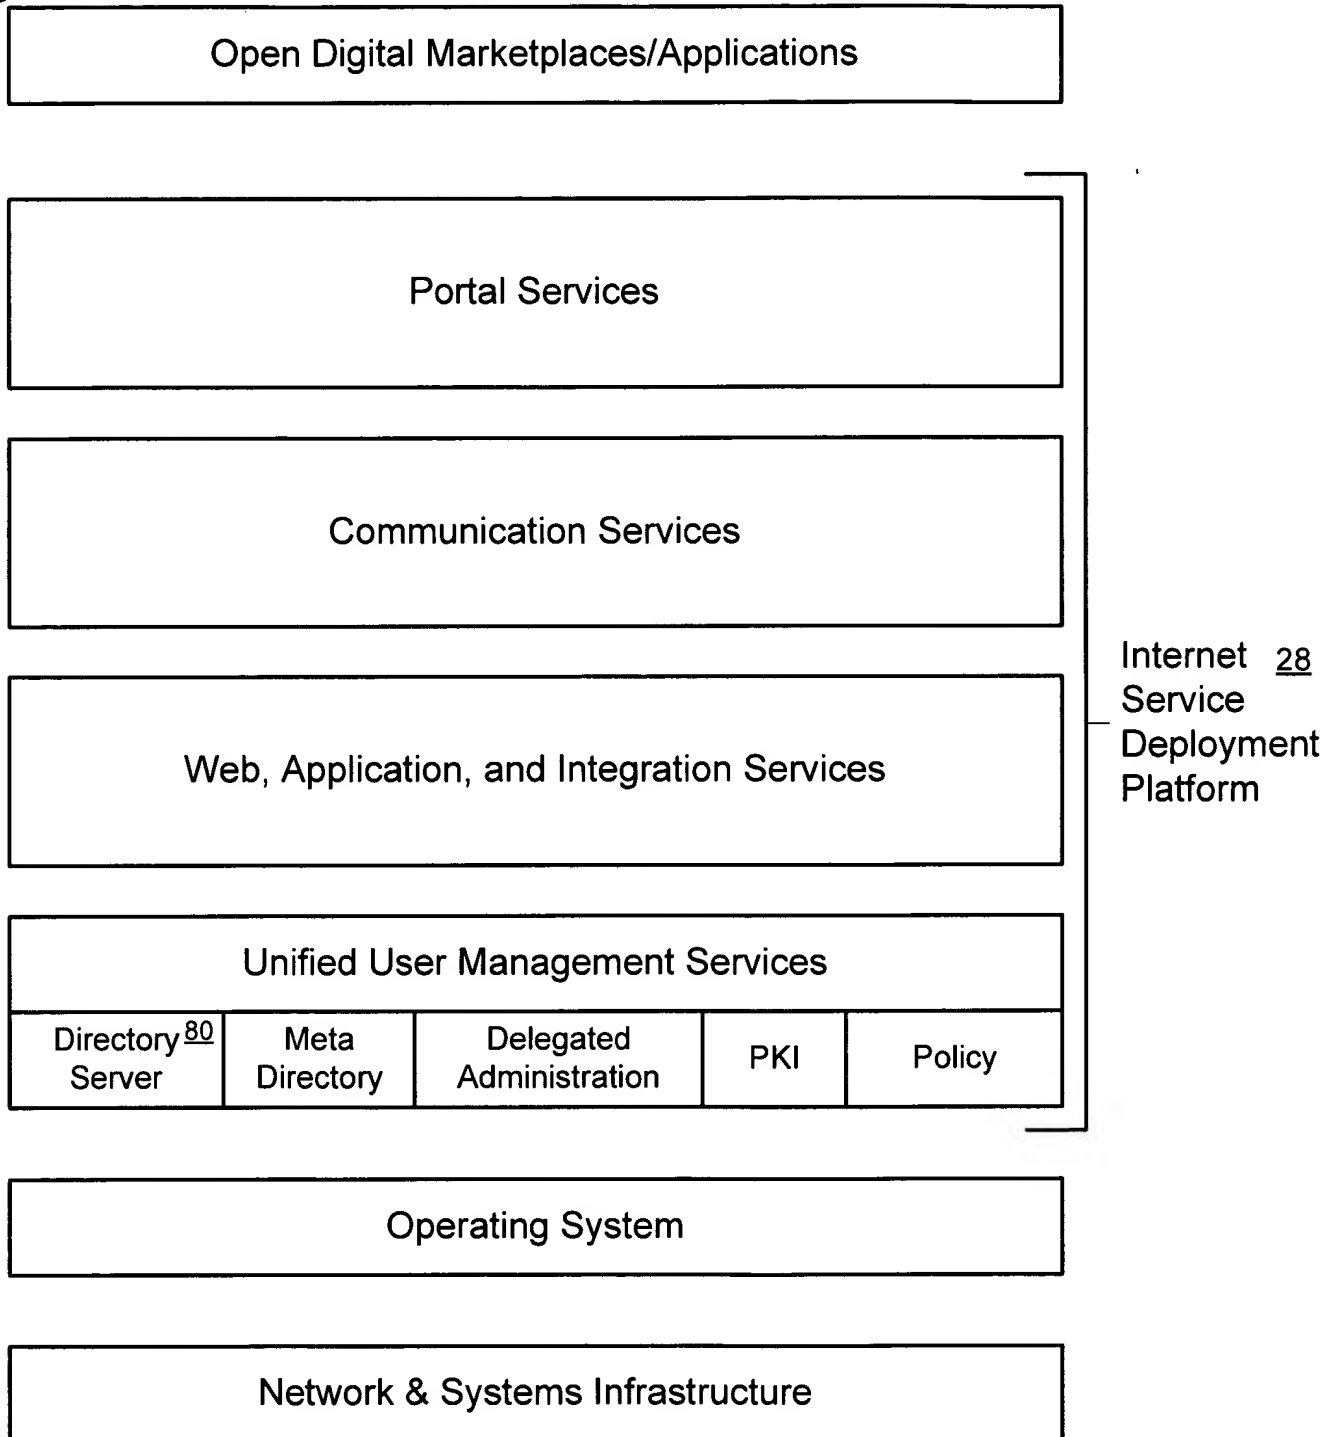 Open Digital Marketplaces/Applications
Portal Services
Communication Services
Web, Application, and Integration Services
Internet 28
Service
Deployment
Platform
Unified User Management Services
Directory 80
Server
Meta
Directory
Delegated
Administration
PKI
Policy
Operating System
Network & Systems Infrastructure